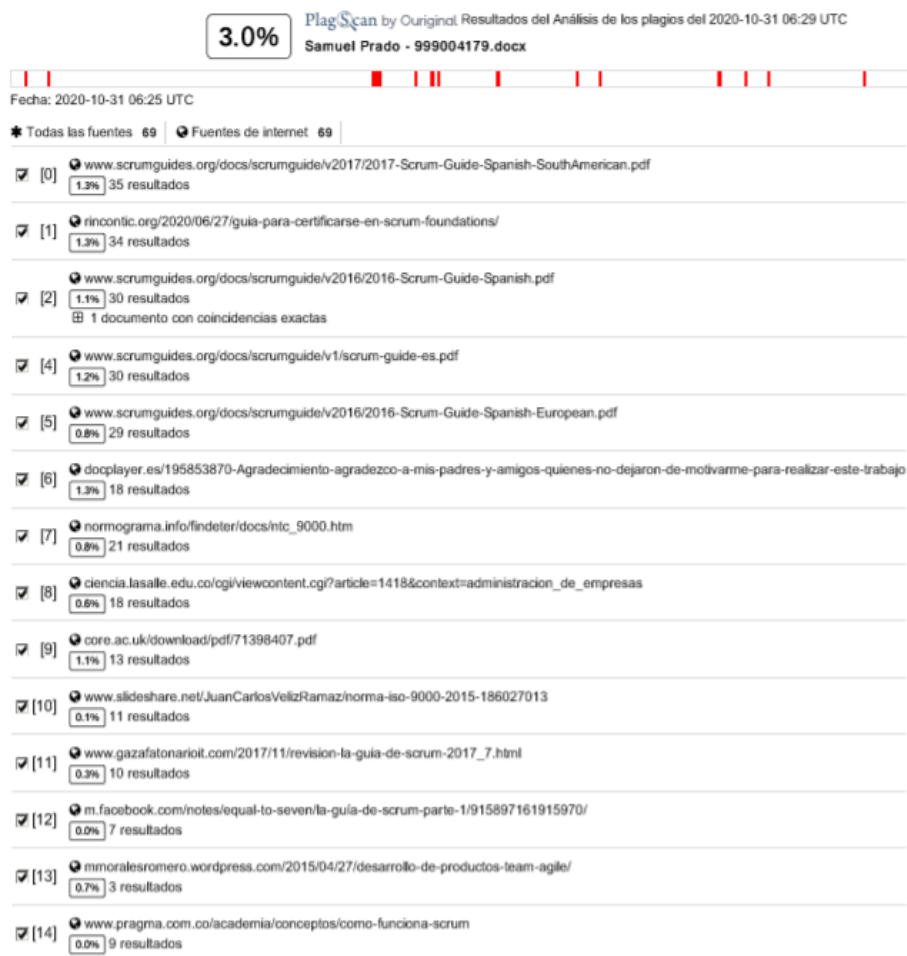 3.0%
PlagScan by Ouriginal Resultados del Análisis de los plagios del 2020-10-31 06:29 UTC
Samuel Prado - 999004179.docx
Fecha: 2020-10-31 06:25 UTC
Todas las fuentes 69 Fuentes de internet 69
[0] www.scrumguides.org/docs/scrumguide/v2017/2017-Scrum-Guide-Spanish-SouthAmerican.pdf
1.3% 35 resultados
[1] rincontic.org/2020/06/27/guia-para-certificarse-en-scrum-foundations/
1.3% 34 resultados
[2] www.scrumguides.org/docs/scrumguide/v2016/2016-Scrum-Guide-Spanish.pdf
1.1% 30 resultados
1 documento con coincidencias exactas
[4] www.scrumguides.org/docs/scrumguide/v1/scrum-guide-es.pdf
1.2% 30 resultados
[5] www.scrumguides.org/docs/scrumguide/v2016/2016-Scrum-Guide-Spanish-European.pdf
0.8% 29 resultados
[6] docplayer.es/195853870-Agradecimiento-agradezco-a-mis-padres-y-amigos-quienes-no-dejaron-de-motivarme-para-realizar-este-trabajo
1.3% 18 resultados
[7] normograma.info/findeter/docs/ntc_9000.htm
0.8% 21 resultados
[8] ciencia.lasalle.edu.co/cgi/viewcontent.cgi?article=1418&context=administracion_de_empresas
0.6% 18 resultados
[9] core.ac.uk/download/pdf/71398407.pdf
1.1% 13 resultados
[10] www.slideshare.net/JuanCarlosVelizRamaz/norma-iso-9000-2015-186027013
0.1% 11 resultados
[11] www.gazafatonarioit.com/2017/11/revision-la-guia-de-scrum-2017_7.html
0.3% 10 resultados
[12] m.facebook.com/notes/equal-to-seven/la-guía-de-scrum-parte-1/915897161915970/
0.0% 7 resultados
[13] mmoralesromero.wordpress.com/2015/04/27/desarrollo-de-productos-team-agile/
0.7% 3 resultados
[14] www.pragma.com.co/academia/conceptos/como-funciona-scrum
0.0% 9 resultados